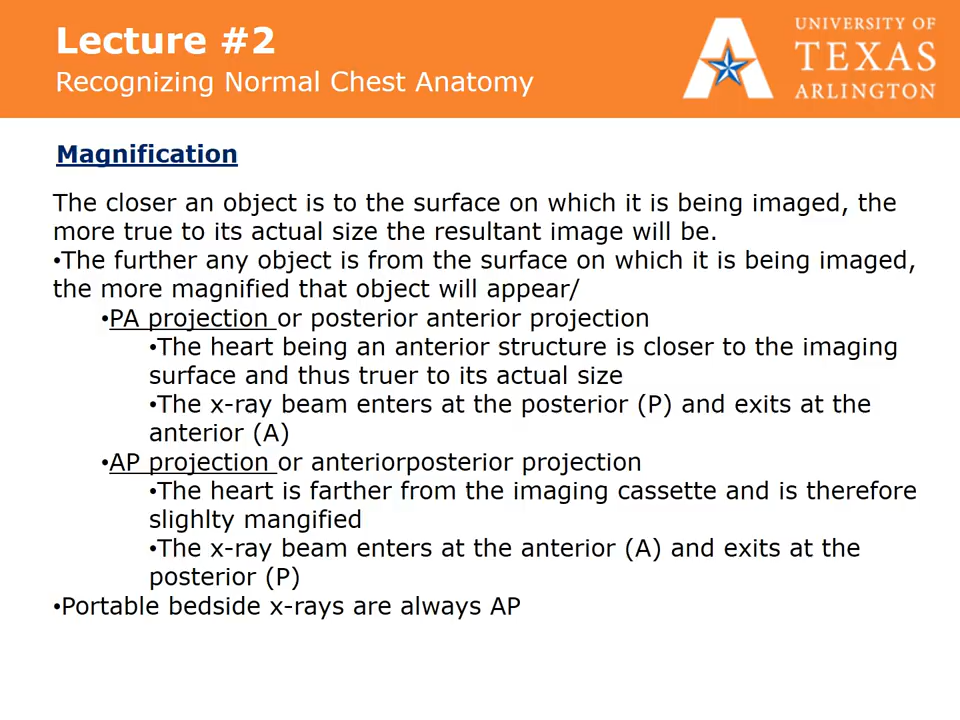 Lecture #2
Recognizing Normal Chest Anatomy
UNIVERSITY OF
TEXAS
ARLINGTON
Magnification
The closer an object is to the surface on which it is being imaged, the
more true to its actual size the resultant image will be.
•The further any object is from the surface on which it is being imaged,
the more magnified that object will appear/
•PA projection or posterior anterior projection
•The heart being an anterior structure is closer to the imaging
surface and thus truer to its actual size
•The x-ray beam enters at the posterior (P) and exits at the
anterior (A)
•AP projection or anteriorposterior projection
•The heart is farther from the imaging cassette and is therefore
slighlty mangified
•The x-ray beam enters at the anterior (A) and exits at the
posterior (P)
•Portable bedside x-rays are always AP